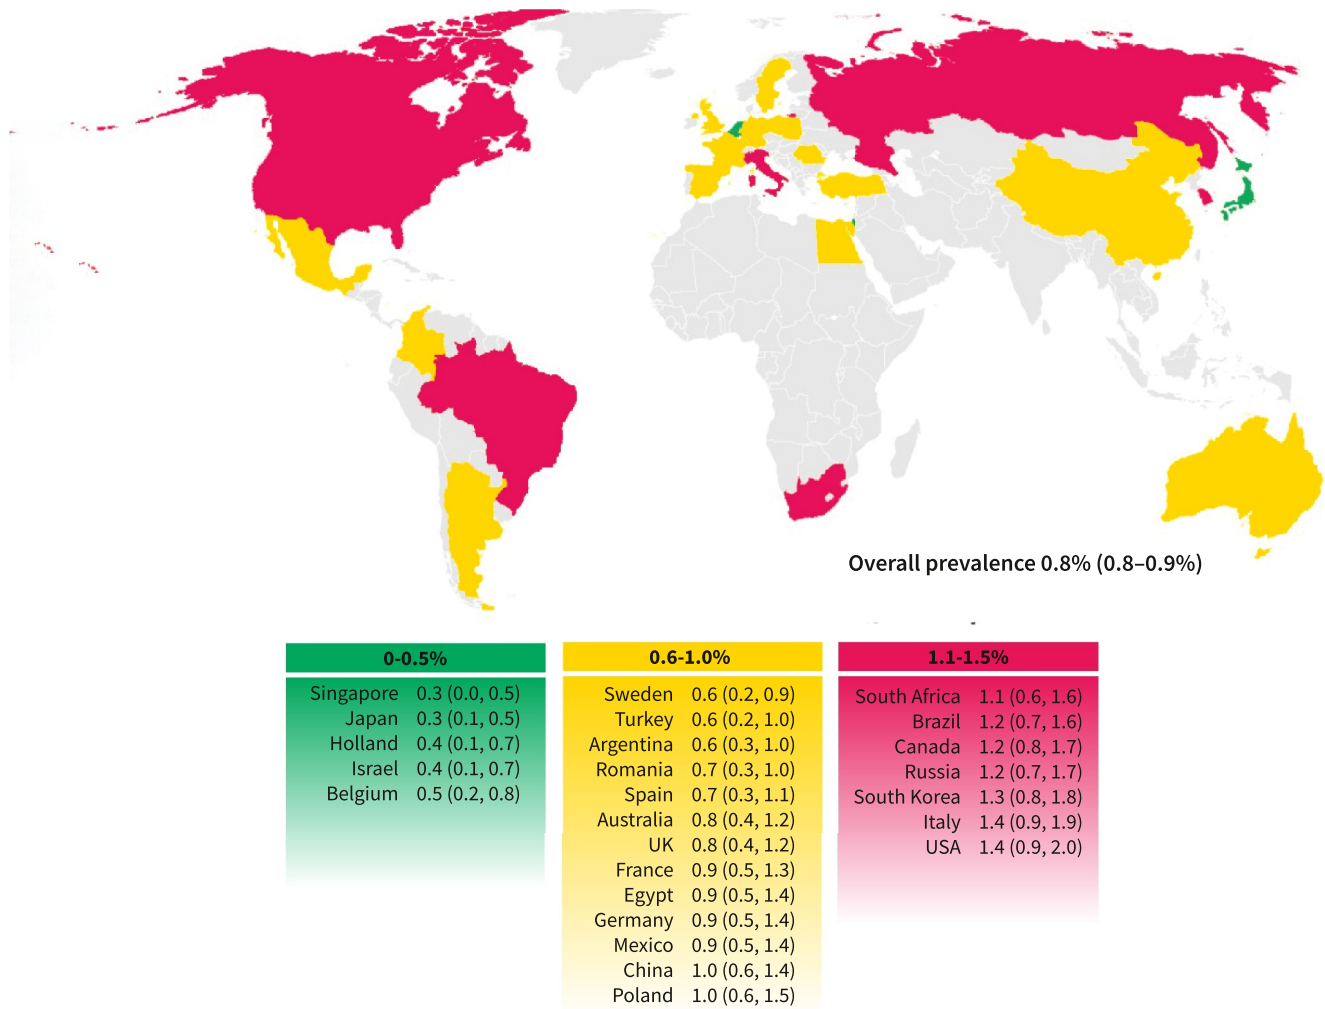 Overall prevalence 0.8% (0.8–0.9%)
0-0.5%
Singapore 0.3 (0.0, 0.5)
Japan 0.3 (0.1, 0.5)
Holland 0.4 (0.1, 0.7)
Israel 0.4 (0.1, 0.7)
Belgium 0.5 (0.2, 0.8)
0.6-1.0%
Sweden 0.6 (0.2, 0.9)
Turkey 0.6 (0.2, 1.0)
Argentina 0.6 (0.3, 1.0)
Romania 0.7 (0.3, 1.0)
Spain 0.7 (0.3, 1.1)
Australia 0.8 (0.4, 1.2)
UK 0.8 (0.4, 1.2)
France 0.9 (0.5, 1.3)
Egypt 0.9 (0.5, 1.4)
Germany 0.9 (0.5, 1.4)
Mexico 0.9 (0.5, 1.4)
China 1.0 (0.6, 1.4)
Poland 1.0 (0.6, 1.5)
1.1-1.5%
South Africa 1.1 (0.6, 1.6)
Brazil 1.2 (0.7, 1.6)
Canada 1.2 (0.8, 1.7)
Russia 1.2 (0.7, 1.7)
South Korea 1.3 (0.8, 1.8)
Italy 1.4 (0.9, 1.9)
USA 1.4 (0.9, 2.0)